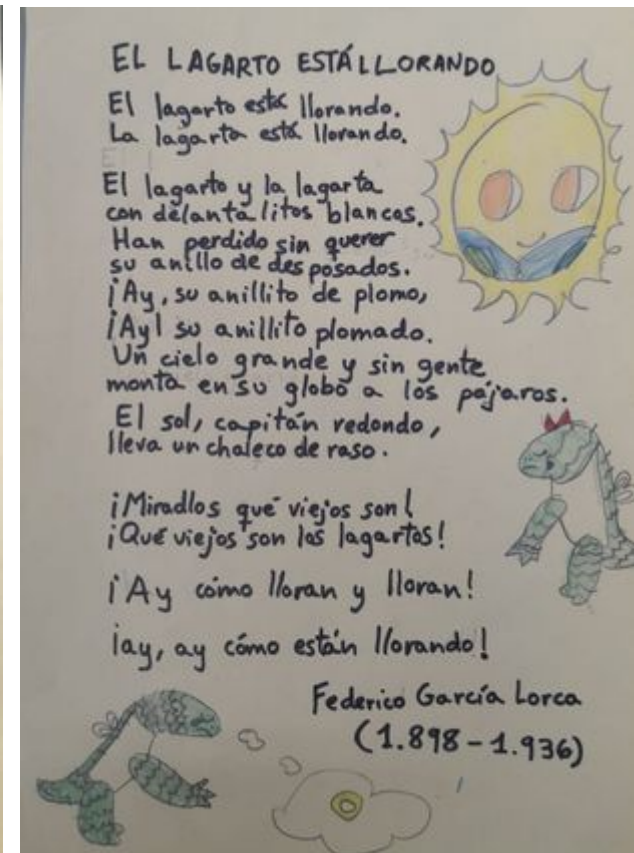 EL LAGARTO ESTÁ LLORANDO
El lagarto está llorando.
La lagarta está llorando.
El lagarto y la lagarta
con delantalitos blancos.
Han perdido sin querer
su anillo de desposados.
¡Ay, su anillito de plomo,
¡Ay! su anillito plomado.
Un cielo grande y sin gente
monta en su globo a los pájaros.
El sol, capitán redondo,
lleva un chaleco de raso.
¡Miradlos qué viejos son!
¡Qué viejos son los lagartos!
¡Ay cómo lloran y lloran!
¡ay, ay cómo están llorando!
Federico García Lorca
(1.898-1.936)